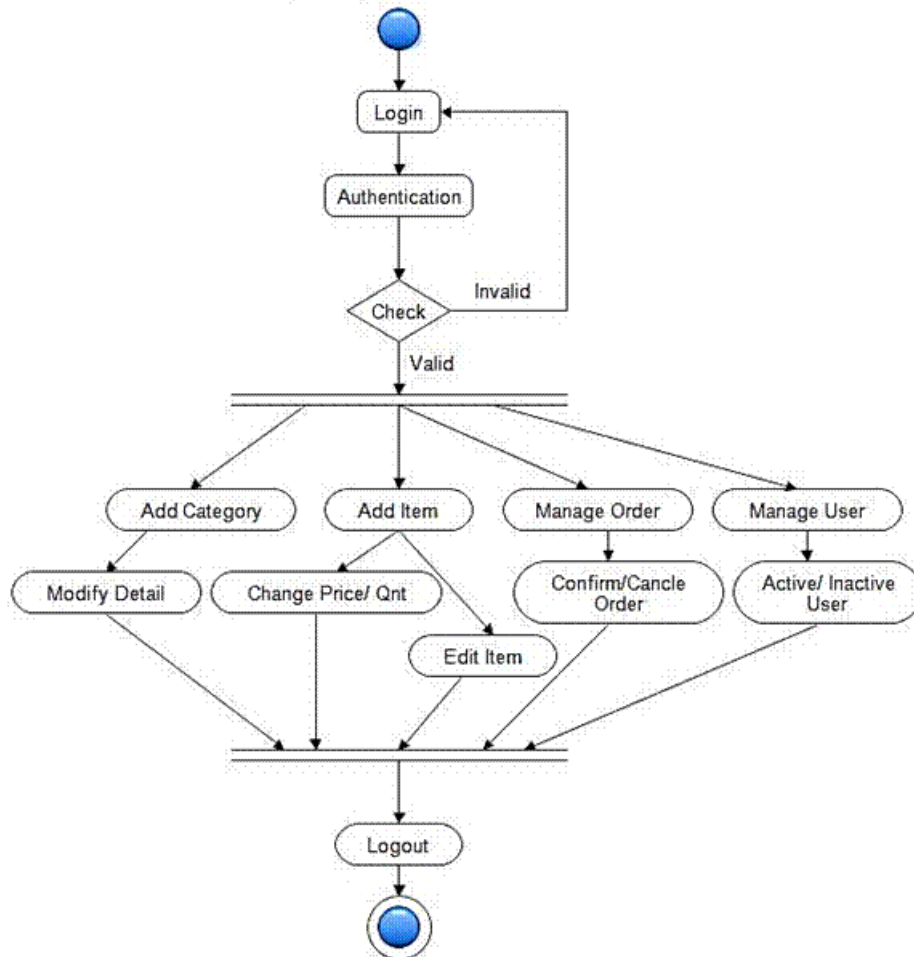 Login
Authentication
Check
Invalid
Valid
Add Category
Add Item
Manage Order
Manage User
Modify Detail
Change Price/ Qnt
Confirm/Cancle
Order
Active/ Inactive
User
Edit Item
Logout